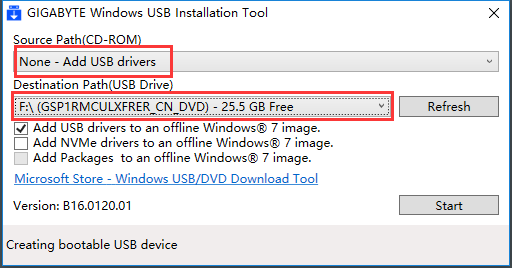 GIGABYTE Windows USB Installation Tool
Source Path(CD-ROM)
None - Add USB drivers
Destination Path(USB Drive)
F:\ (GSP1RMCULXFRER_CN_DVD) - 25.5 GB Free
Refresh
Add USB drivers to an offline Windows® 7 image.
Add NVMe drivers to an offline Windows® 7 image.
Add Packages  to an offline Windows® 7 image.
Microsoft Store - Windows USB/DVD Download Tool
Version: B16.0120.01
Start
Creating bootable USB device